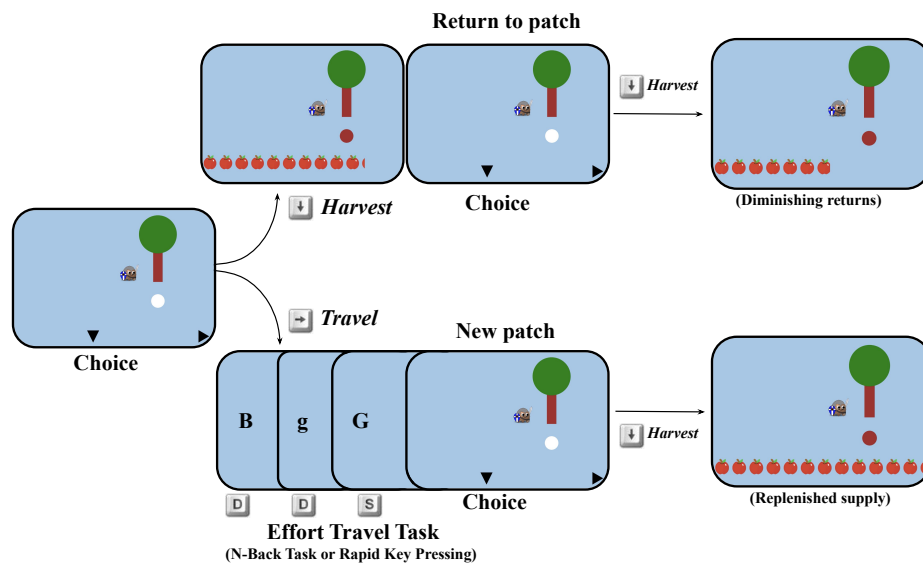 Return to patch
↓ Harvest
↓ Harvest
Choice
(Diminishing returns)
Choice
→ Travel
New patch
B g G
↓ Harvest
D D S
Choice
(Replenished supply)
Effort Travel Task
(N-Back Task or Rapid Key Pressing)